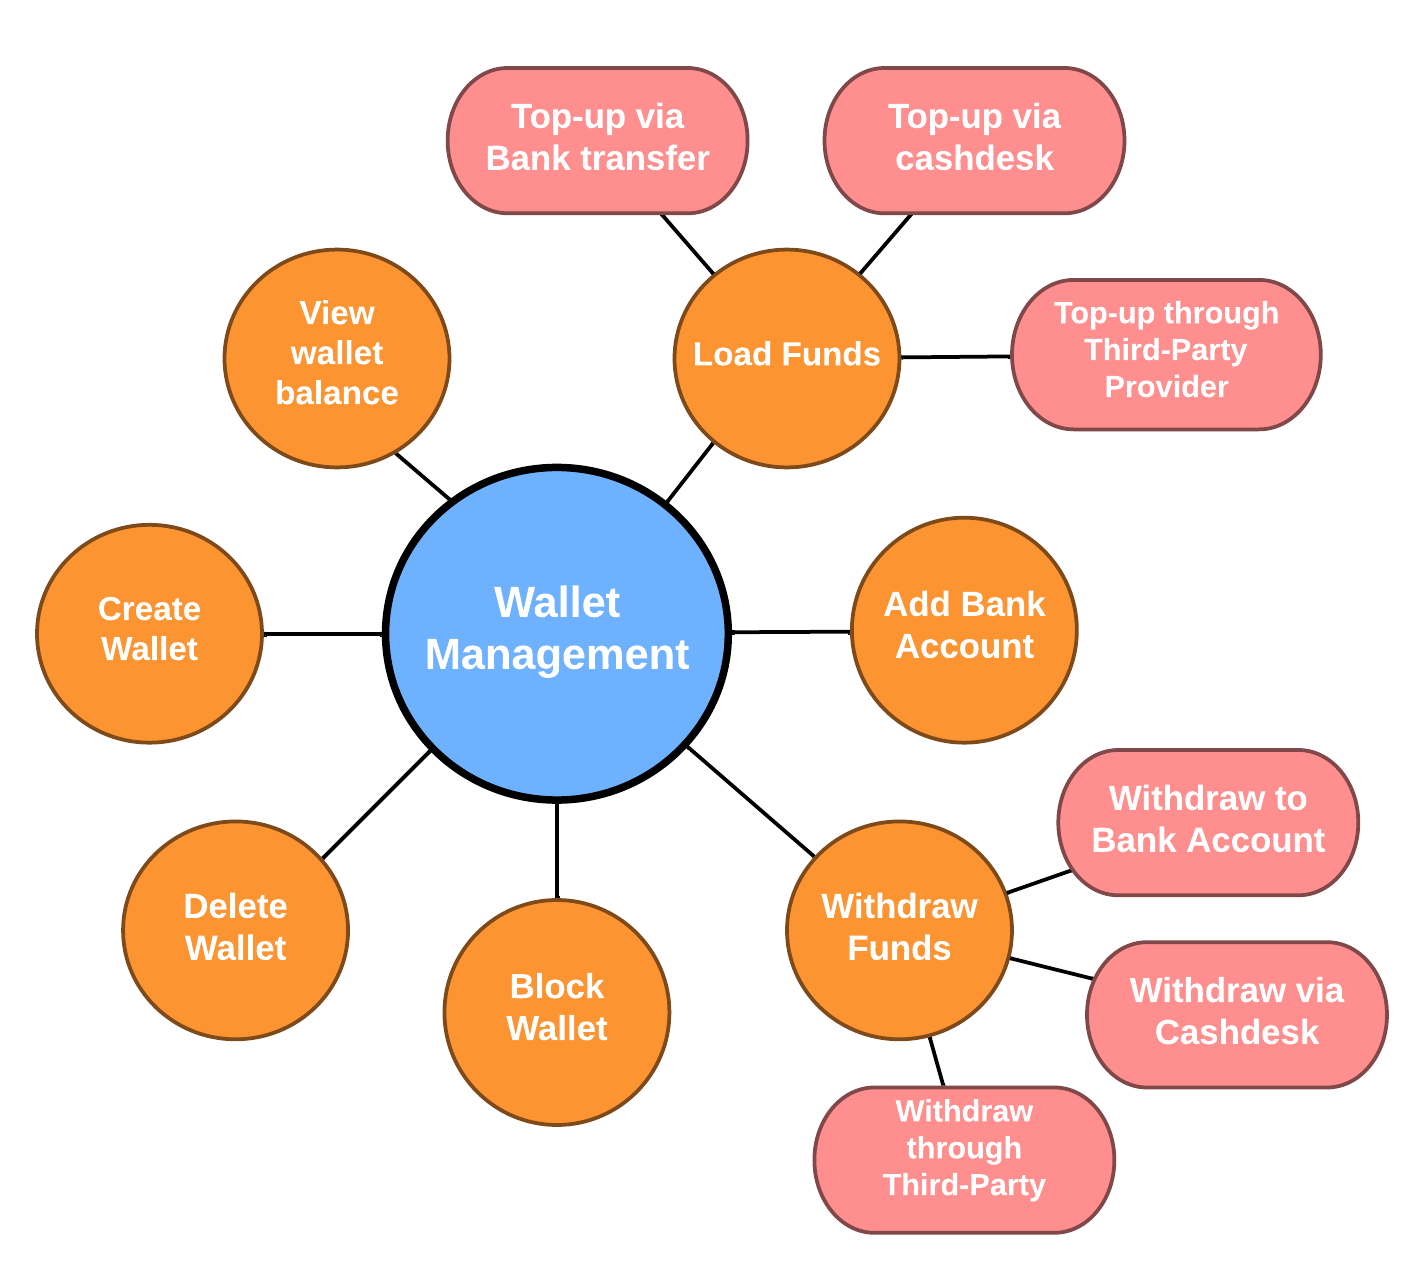 Top-up via
Bank transfer
Top-up via
cashdesk
View
wallet
balance
Load Funds
Top-up through
Third-Party
Provider
Create
Wallet
Wallet
Management
Add Bank
Account
Withdraw to
Bank Account
Delete
Wallet
Block
Wallet
Withdraw
Funds
Withdraw via
Cashdesk
Withdraw
through
Third-Party